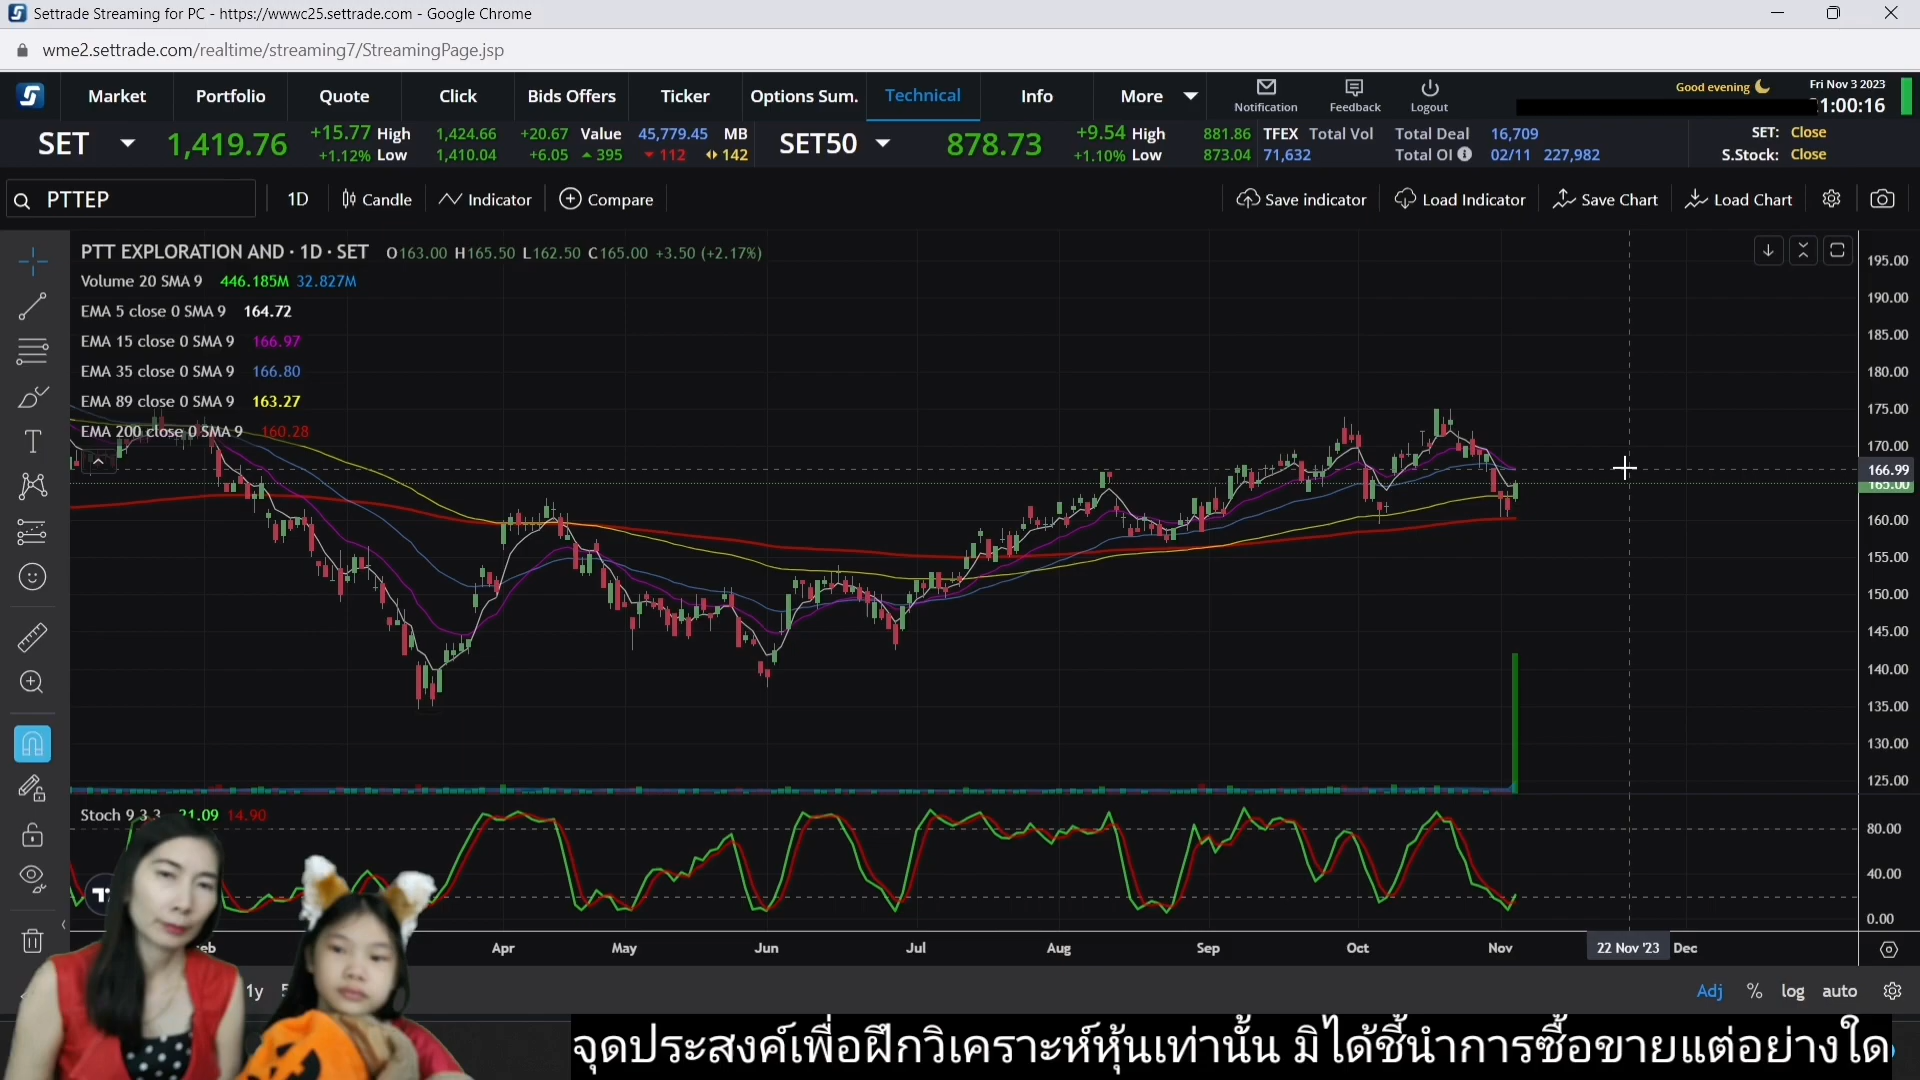 Settrade Streaming for PC - https://wwwc25.settrade.com - Google Chrome
wme2.settrade.com/realtime/streaming7/StreamingPage.jsp
Market Portfolio Quote Click Bids Offers Ticker Options Sum. Technical Info More Notification Feedback Logout Good evening Fri Nov 3 2023
1:00:16
SET 1,419.76 +15.77 High 1,424.66 +20.67 Value 45,779.45 MB SET50 878.73 +9.54 High 881.86 TFEX Total Vol Total Deal 16,709 SET: Close
+1.12% Low 1,410.04 +6.05 395 112 142 +1.10% Low 873.04 71,632 Total OI 02/11 227,982 S.Stock: Close
PTTEP 1D Candle Indicator Compare Save indicator Load Indicator Save Chart Load Chart
PTT EXPLORATION AND · 1D · SET O163.00 H165.50 L162.50 C165.00 +3.50 (+2.17%)
Volume 20 SMA 9 446.185M 32.827M
EMA 5 close 0 SMA 9 164.72
EMA 15 close 0 SMA 9 166.97
EMA 35 close 0 SMA 9 166.80
EMA 89 close 0 SMA 9 163.27
EMA 200 close 0 SMA 9 160.28
195.00
190.00
185.00
180.00
175.00
170.00
166.99
165.00
160.00
155.00
150.00
145.00
140.00
135.00
130.00
125.00
Stoch 9 3 3 21.09 14.90
80.00
40.00
0.00
Apr May Jun Jul Aug Sep Oct Nov 22 Nov '23 Dec
1y Adj % log auto
จุดประสงค์เพื่อฝึกวิเคราะห์หุ้นเท่านั้น มิได้ชี้นำการซื้อขายแต่อย่างใด